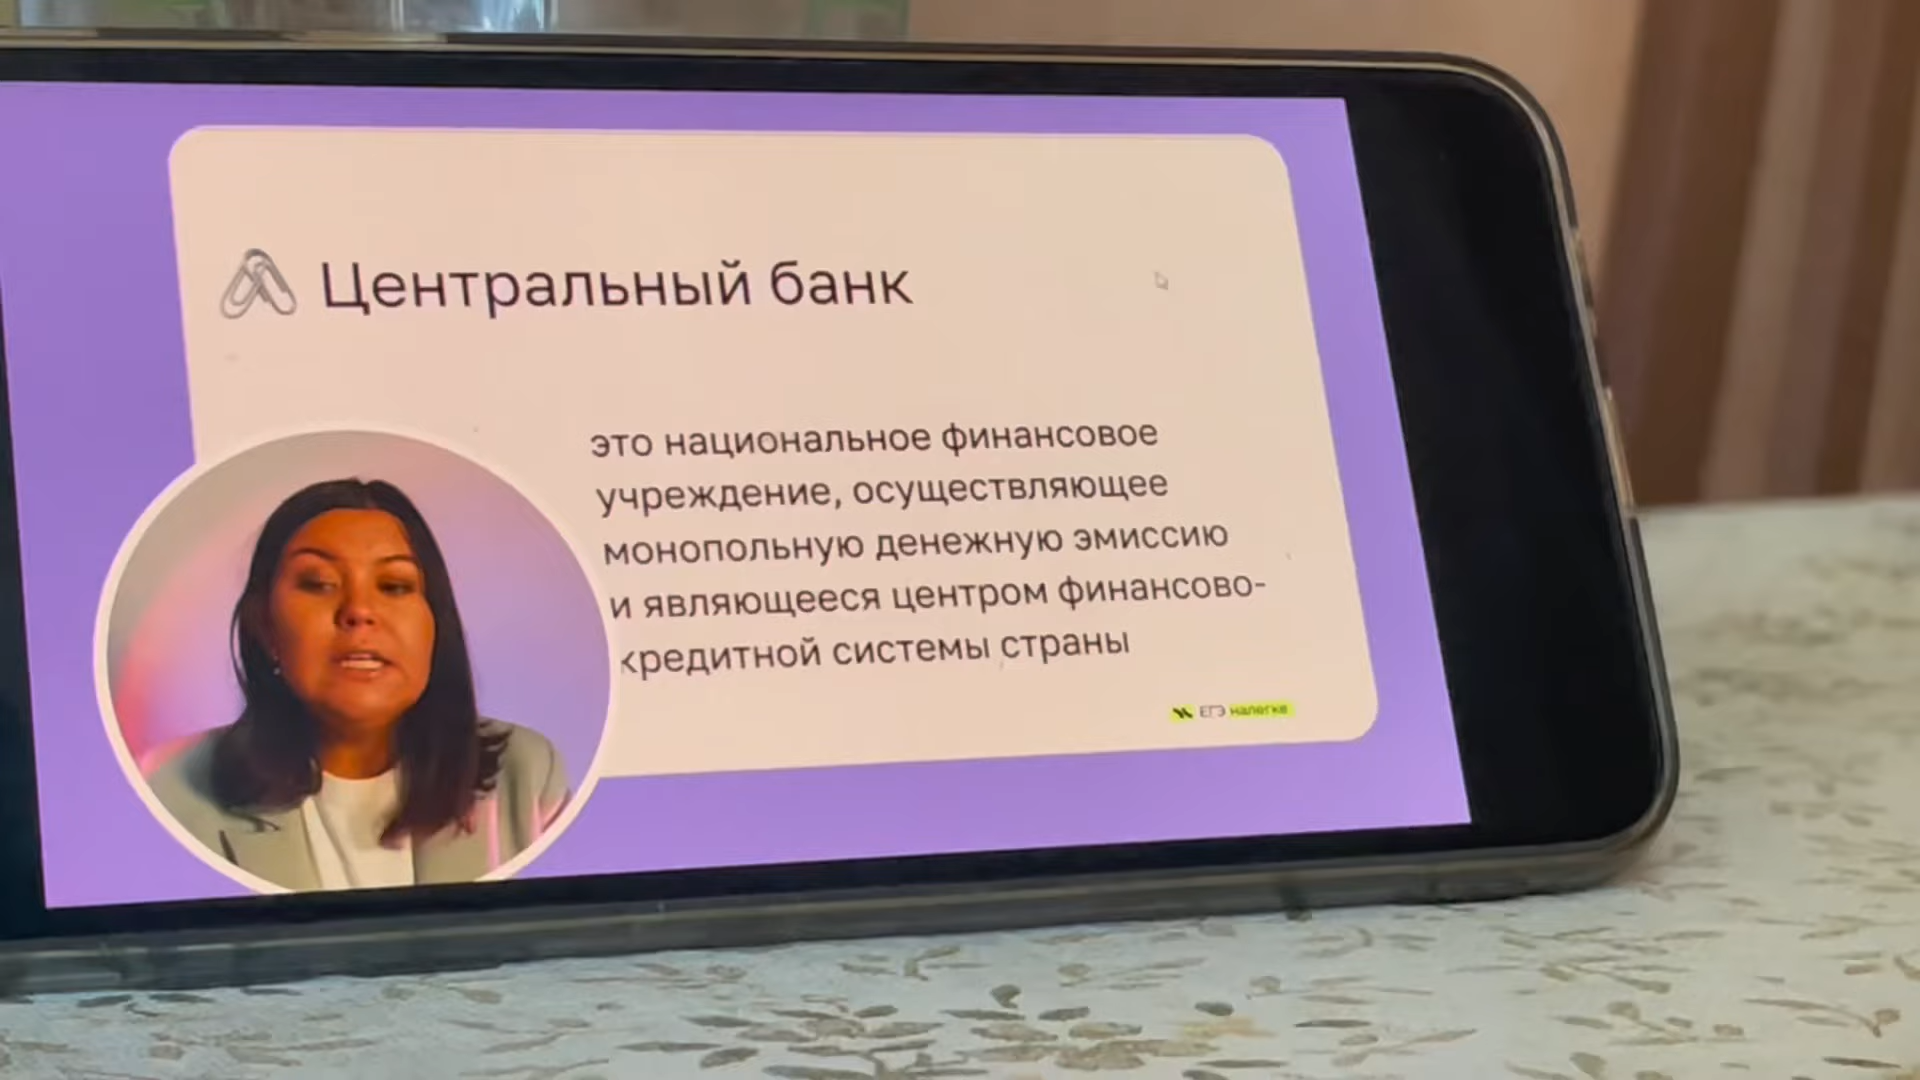 Центральный банк
это национальное финансовое
учреждение, осуществляющее
монопольную денежную эмиссию
и являющееся центром финансово-
кредитной системы страны
ЕГЭ налегке